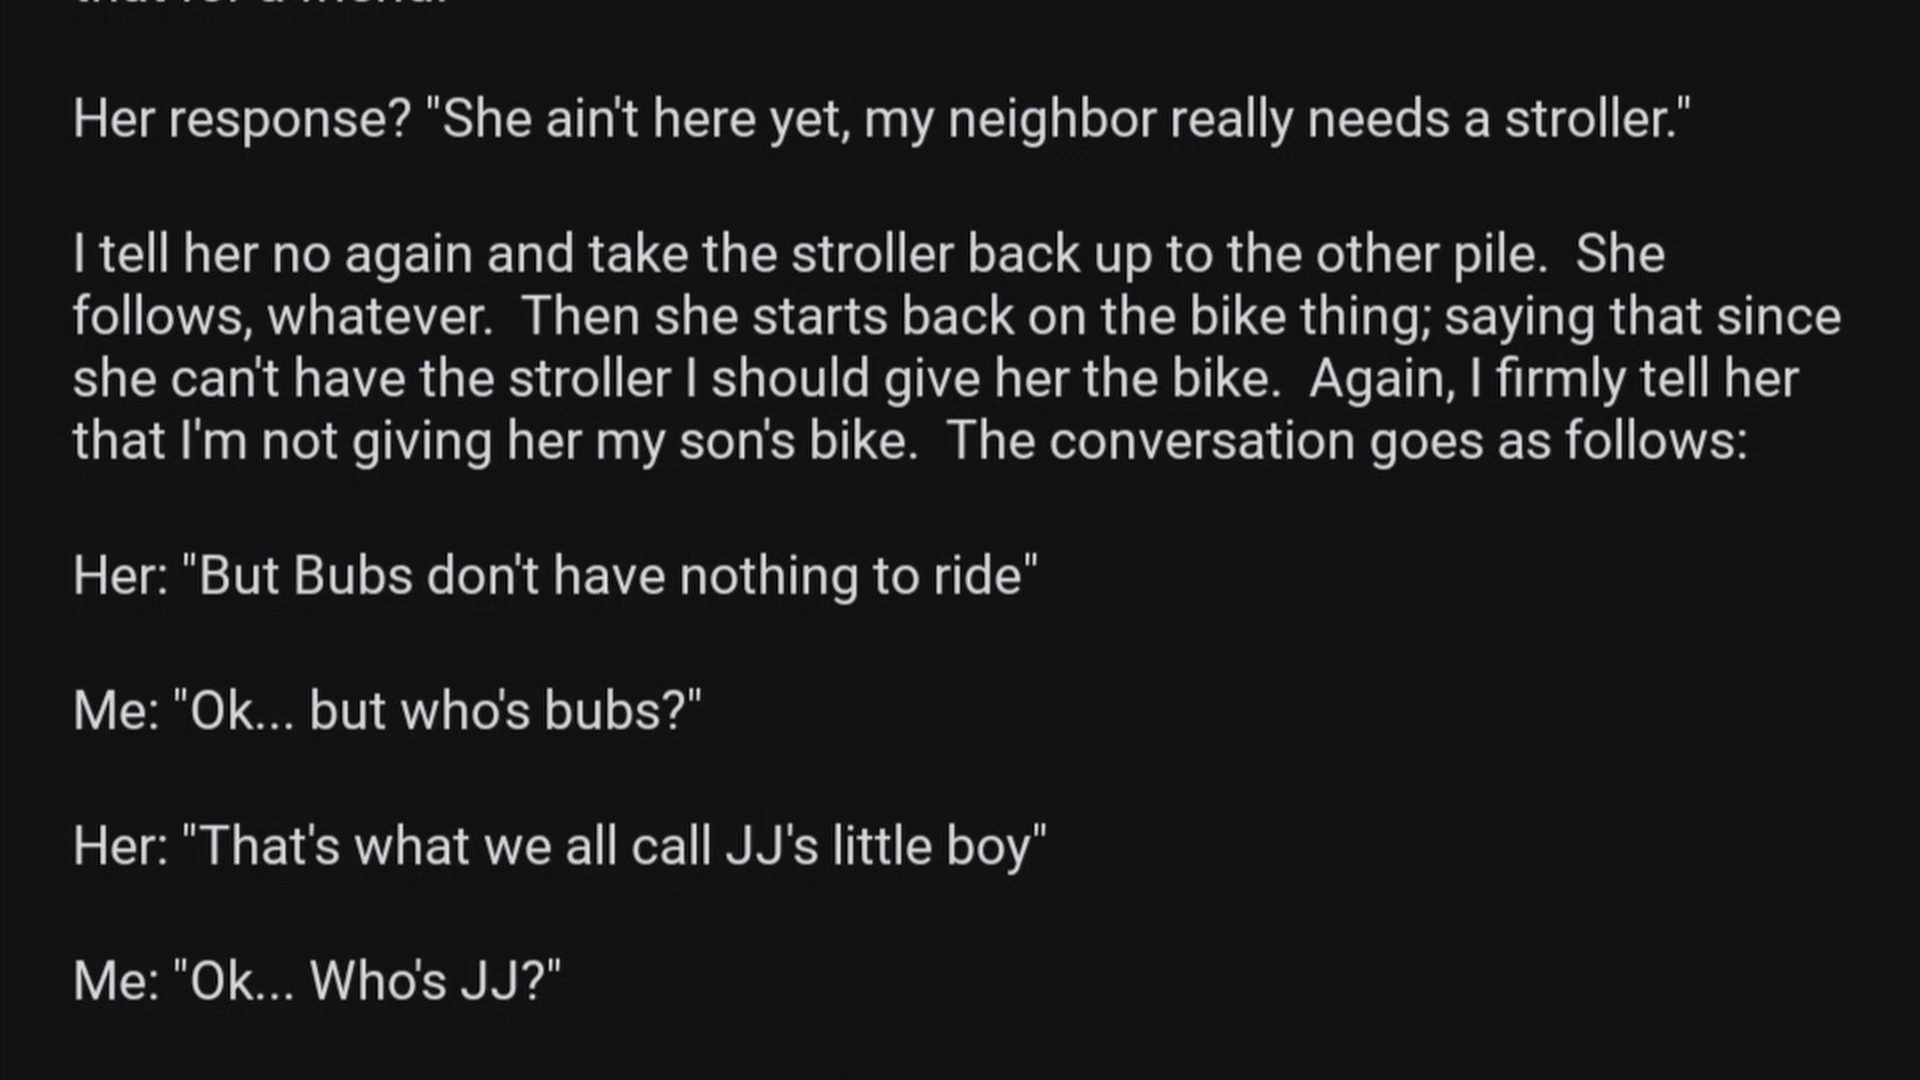 that for a friend.
Her response? "She ain't here yet, my neighbor really needs a stroller."
I tell her no again and take the stroller back up to the other pile.  She
follows, whatever.  Then she starts back on the bike thing; saying that since
she can't have the stroller I should give her the bike.  Again, I firmly tell her
that I'm not giving her my son's bike.  The conversation goes as follows:
Her: "But Bubs don't have nothing to ride"
Me: "Ok... but who's bubs?"
Her: "That's what we all call JJ's little boy"
Me: "Ok... Who's JJ?"